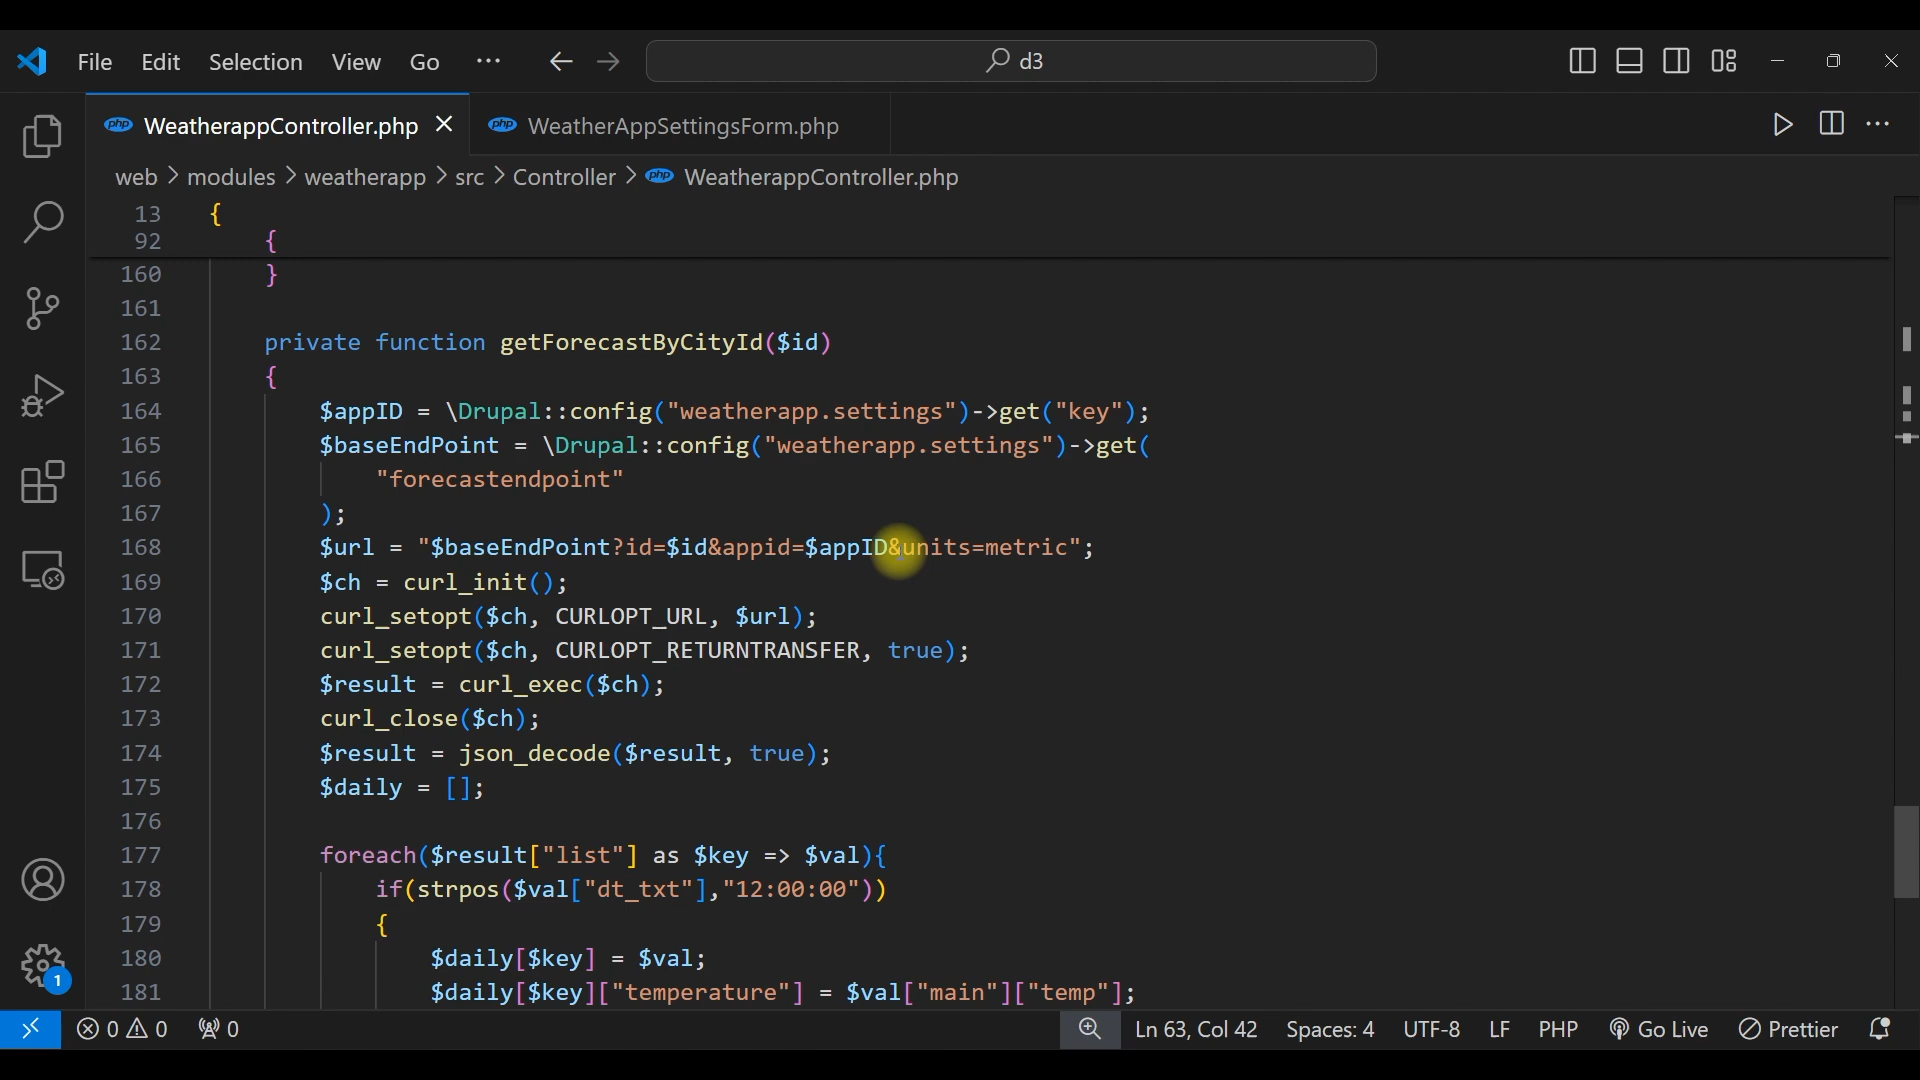 File Edit Selection View Go ··· d3
php WeatherappController.php php WeatherAppSettingsForm.php
web > modules > weatherapp > src > Controller > php WeatherappController.php
13 {
92 {
160 }
161
162 private function getForecastByCityId($id)
163 {
164 $appID = \Drupal::config("weatherapp.settings")->get("key");
165 $baseEndPoint = \Drupal::config("weatherapp.settings")->get(
166 "forecastendpoint"
167 );
168 $url = "$baseEndPoint?id=$id&appid=$appID&units=metric";
169 $ch = curl_init();
170 curl_setopt($ch, CURLOPT_URL, $url);
171 curl_setopt($ch, CURLOPT_RETURNTRANSFER, true);
172 $result = curl_exec($ch);
173 curl_close($ch);
174 $result = json_decode($result, true);
175 $daily = [];
176
177 foreach($result["list"] as $key => $val){
178 if(strpos($val["dt_txt"],"12:00:00"))
179 {
180 $daily[$key] = $val;
181 $daily[$key]["temperature"] = $val["main"]["temp"];
1
0 0 0 Ln 63, Col 42 Spaces: 4 UTF-8 LF PHP Go Live Prettier